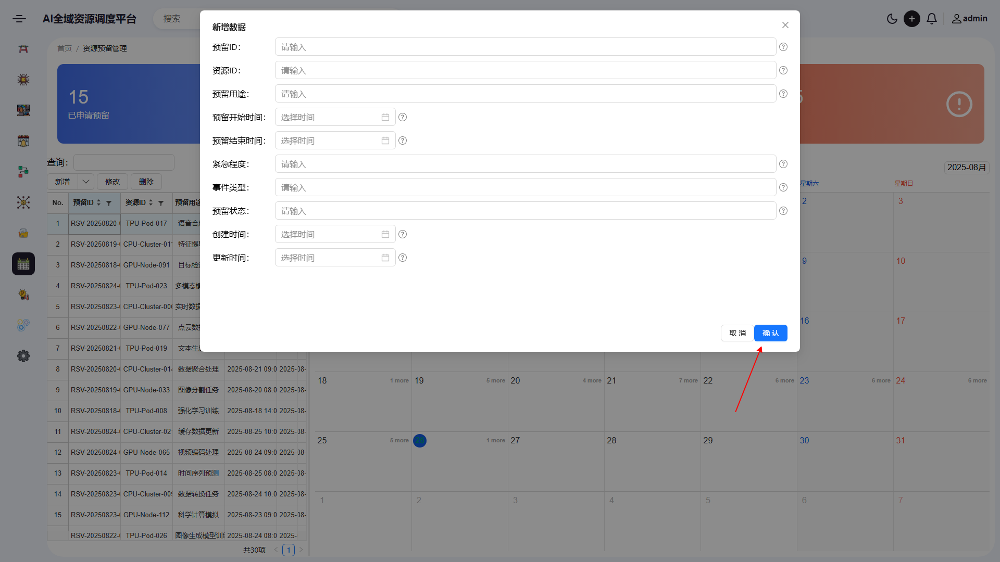 AI全域资源调度平台
搜索
admin
首页 / 资源预留管理
15
已申请预留
查询：
新增
修改
删除
No. 预留ID 资源ID 预留用途
1 RSV-20250820- TPU-Pod-017 语音合
2 RSV-20250819- CPU-Cluster-01 特征提
3 RSV-20250818- GPU-Node-091 目标检
4 RSV-20250824- TPU-Pod-023 多模态模
5 RSV-20250823- CPU-Cluster-006 实时数据
6 RSV-20250822- GPU-Node-077 点云数
7 RSV-20250821- TPU-Pod-019 文本生
8 RSV-20250820- CPU-Cluster-014 数据聚合处理 2025-08-21 09:0 2025-08-
9 RSV-20250819- GPU-Node-033 图像分割任务 2025-08-20 08:0 2025-08-
10 RSV-20250818- TPU-Pod-008 强化学习训练 2025-08-18 14:0 2025-08-
11 RSV-20250824- CPU-Cluster-02 缓存数据更新 2025-08-25 10:0 2025-08-
12 RSV-20250824- GPU-Node-065 视频编码处理 2025-08-24 09:0 2025-08-
13 RSV-20250823- TPU-Pod-014 时间序列预测 2025-08-25 08:0 2025-08-
14 RSV-20250823- CPU-Cluster-009 数据转换任务 2025-08-24 10:0 2025-08-
15 RSV-20250823- GPU-Node-112 科学计算模拟 2025-08-23 09:0 2025-08-
RSV-20250822- TPU-Pod-026 图像生成模型训 2025-08-24 08:0 2025-
共30项
1
新增数据
预留ID： 请输入
资源ID： 请输入
预留用途： 请输入
预留开始时间： 选择时间
预留结束时间： 选择时间
紧急程度： 请输入
事件类型： 请输入
预留状态： 请输入
创建时间： 选择时间
更新时间： 选择时间
取 消
确 认
2025-08月
星期六 星期日
2 3
9 10
16 17
18 1 more 19 5 more 20 4 more 21 7 more 22 6 more 23 6 more 24 6 more
25 5 more 26 1 more 27 28 29 30 31
1 2 3 4 5 6 7